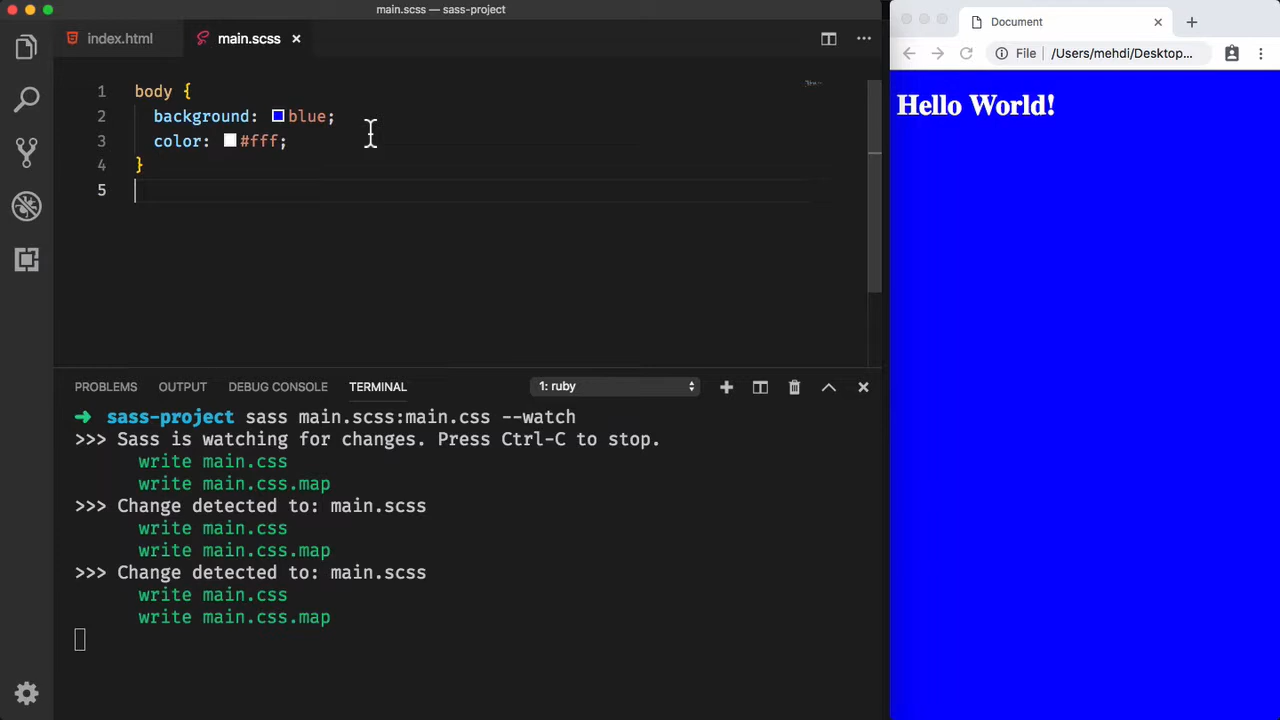 main.scss — sass-project
index.html
main.scss
1 body {
2 background: blue;
3 color: #fff;
4 }
5
PROBLEMS OUTPUT DEBUG CONSOLE TERMINAL 1: ruby
➜ sass-project sass main.scss:main.css --watch
>>> Sass is watching for changes. Press Ctrl-C to stop.
write main.css
write main.css.map
>>> Change detected to: main.scss
write main.css
write main.css.map
>>> Change detected to: main.scss
write main.css
write main.css.map
Document
File /Users/mehdi/Desktop...
Hello World!